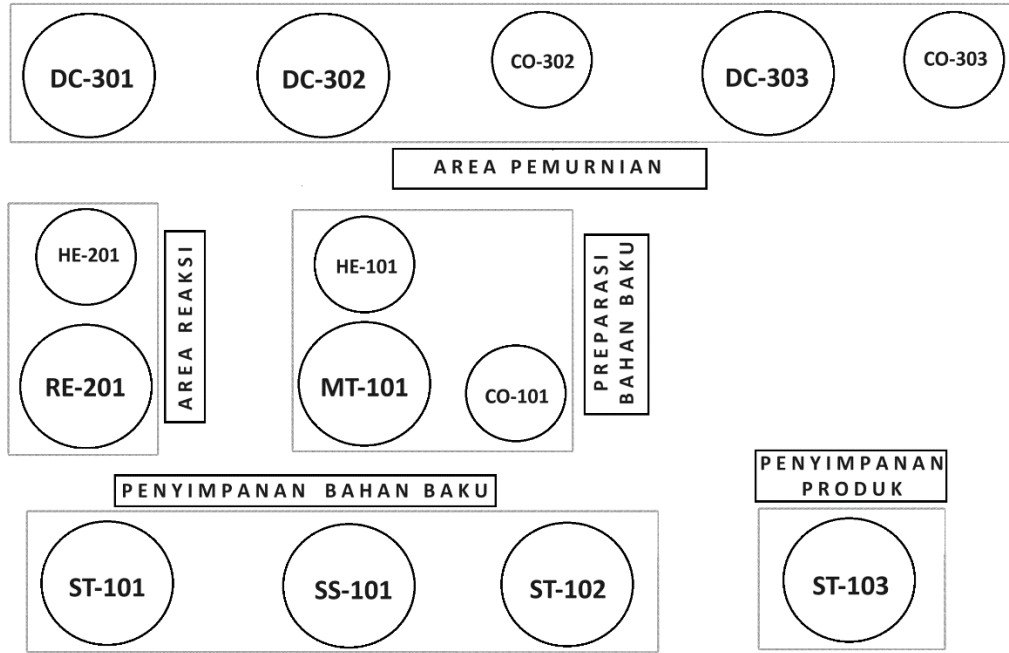 DC-301
DC-302
CO-302
DC-303
CO-303
AREA PEMURNIAN
HE-201
RE-201
AREA REAKSI
HE-101
MT-101
CO-101
PREPARASI
BAHAN BAKU
PENYIMPANAN BAHAN BAKU
PENYIMPANAN
PRODUK
ST-101
SS-101
ST-102
ST-103